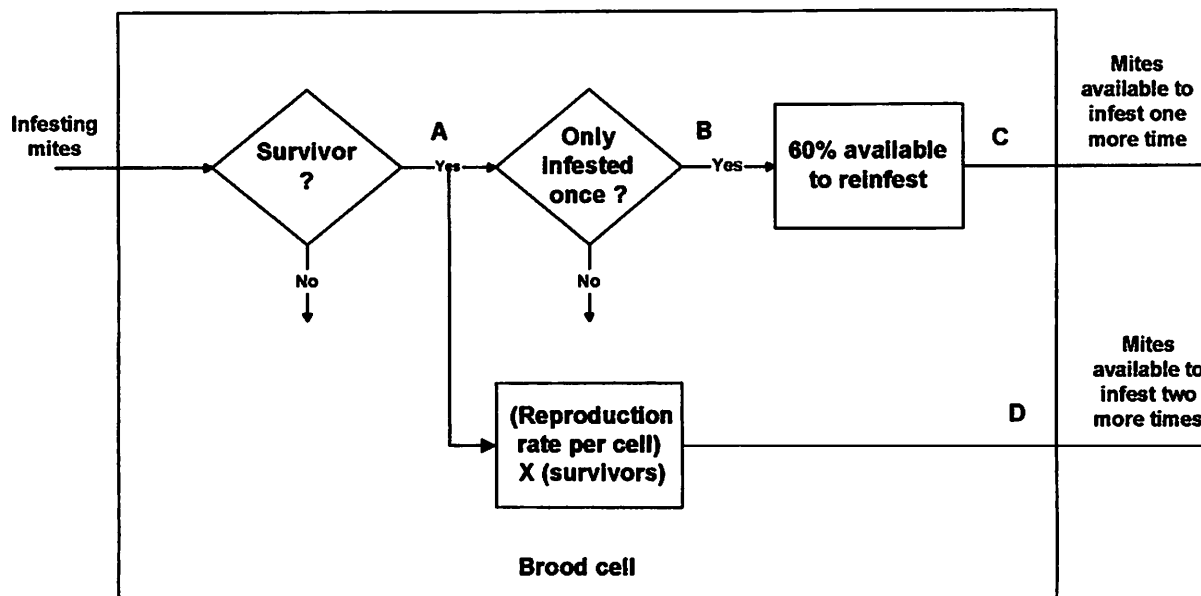 Infesting
mites
Survivor
?
A
Yes
No
Only
infested
once ?
B
Yes
No
60% available
to reinfest
C
Mites
available to
infest one
more time
(Reproduction
rate per cell)
X (survivors)
D
Mites
available to
infest two
more times
Brood cell